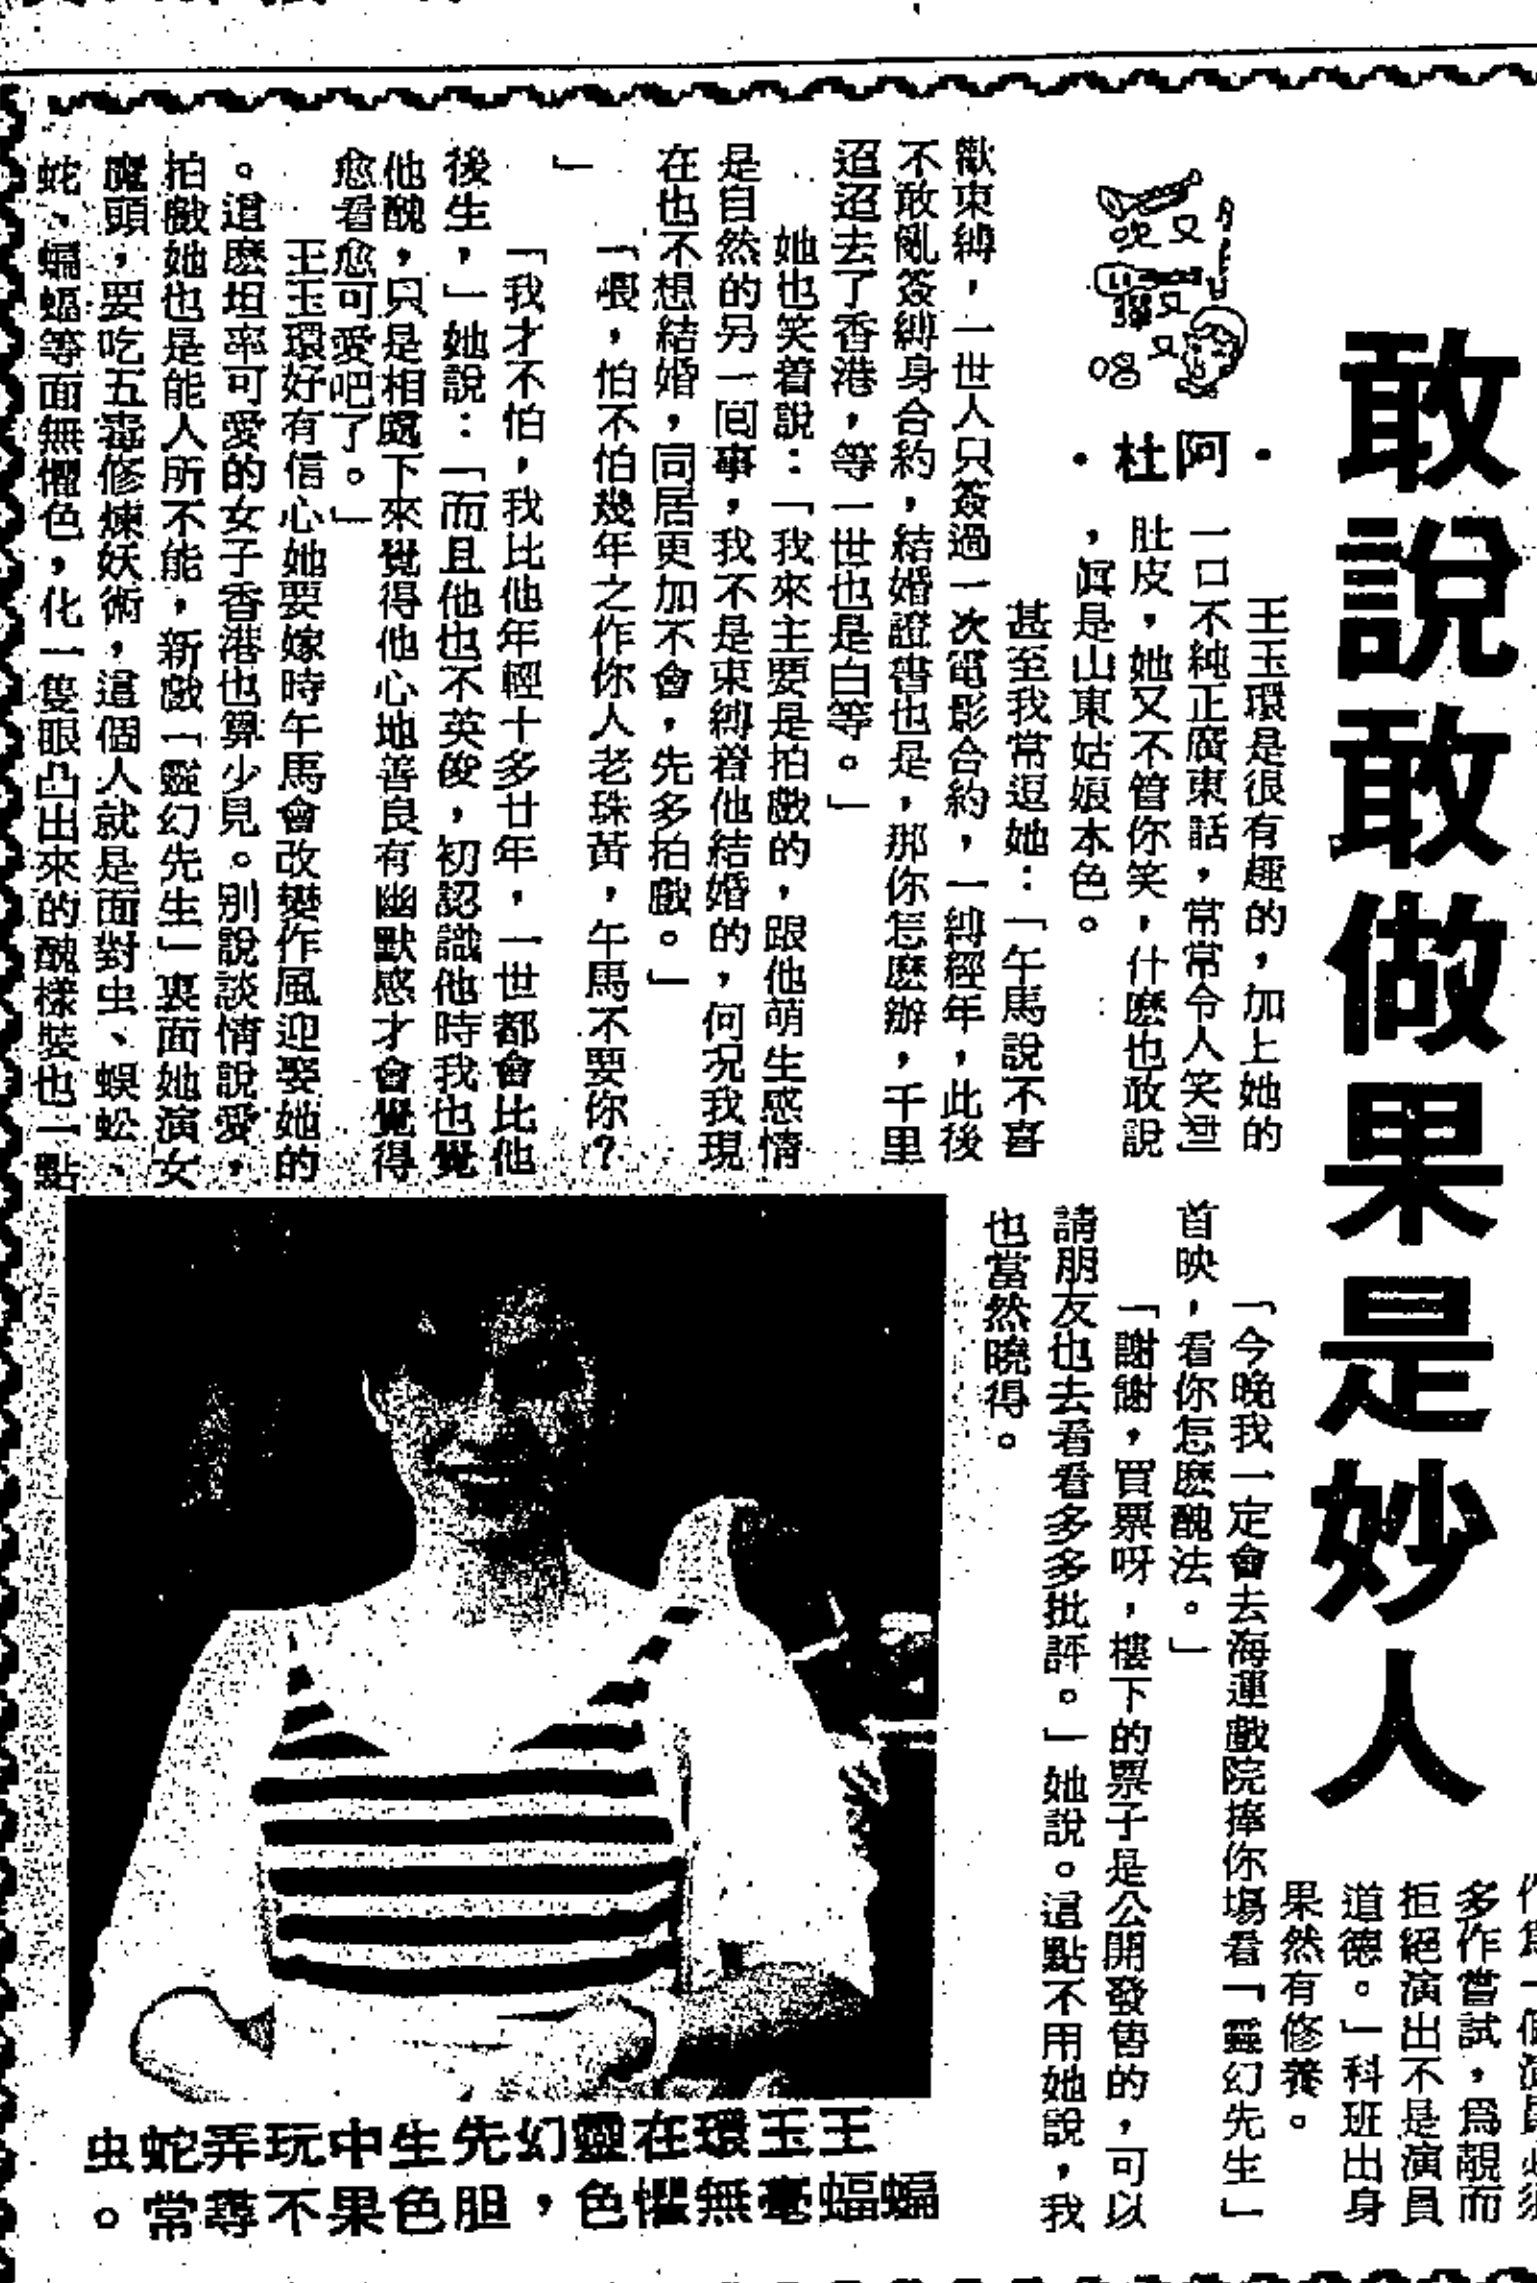 敢說敢做果是妙人
又吹
又彈
又唱
·阿杜·
王玉環是很有趣的,加上她的
一口不純正廣東話,常常令人笑
肚皮,她又不管你笑,什麽也敢說
,眞是山東姑娘本色。
甚至我常逗她:「午馬說不喜
歡束縛,一世人只簽過一次電影合約,一縛經年,此後
不敢亂簽縛身合約,結婚證書也是,那你怎麽辦,千里
迢迢去了香港,等一世也是白等。」
她也笑着說:「我來主要是拍戲的,跟他萌生感情
是自然的另一回事,我不是束縛着他結婚的,何况我現
在也不想結婚,同居更加不會,先多拍戲。」
「喂,怕不怕幾年之作你人老珠黃,午馬不要你?
」
「我才不怕,我比他年輕十多廿年,一世都會比他
後生,」她說:「而且他也不英俊,初認識他時我也覺
他醜,只是相處下來覺得他心地善良有幽默感才會覺得
愈看愈可愛吧了。」
王玉環好有信心她要嫁時午馬會改變作風迎娶她的
。這麽坦率可愛的女子香港也算少見。別說談情說愛,
拍戲她也是能人所不能,新戲「靈幻先生」裏面她演女
魔頭,要吃五毒修煉妖術,這個人就是面對虫、蜈蚣、
蛇、蝙蝠等面無懼色,化一隻眼凸出來的醜樣裝也一點
作爲一個演員必須
多作嘗試,爲靚而
拒絕演出不是演員
道德。」科班出身
果然有修養。
「今晚我一定會去海運戲院捧你場看「靈幻先生」
首映,看你怎麽醜法。」
「謝謝,買票呀,樓下的票子是公開發售的,可以
請朋友也去看看多多批評。」她說。這點不用她說,我
也當然曉得。
王玉環在靈幻先生中玩弄蛇虫
蝙蝠毫無懼色,胆色果不尋常。